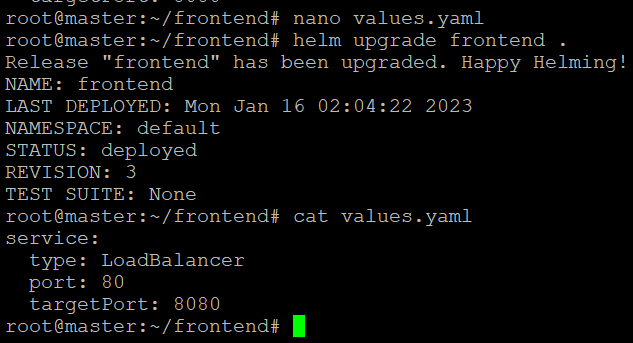 root@master:~/frontend# nano values.yaml
root@master:~/frontend# helm upgrade frontend .
Release "frontend" has been upgraded. Happy Helming!
NAME: frontend
LAST DEPLOYED: Mon Jan 16 02:04:22 2023
NAMESPACE: default
STATUS: deployed
REVISION: 3
TEST SUITE: None
root@master:~/frontend# cat values.yaml
service:
  type: LoadBalancer
  port: 80
  targetPort: 8080
root@master:~/frontend#